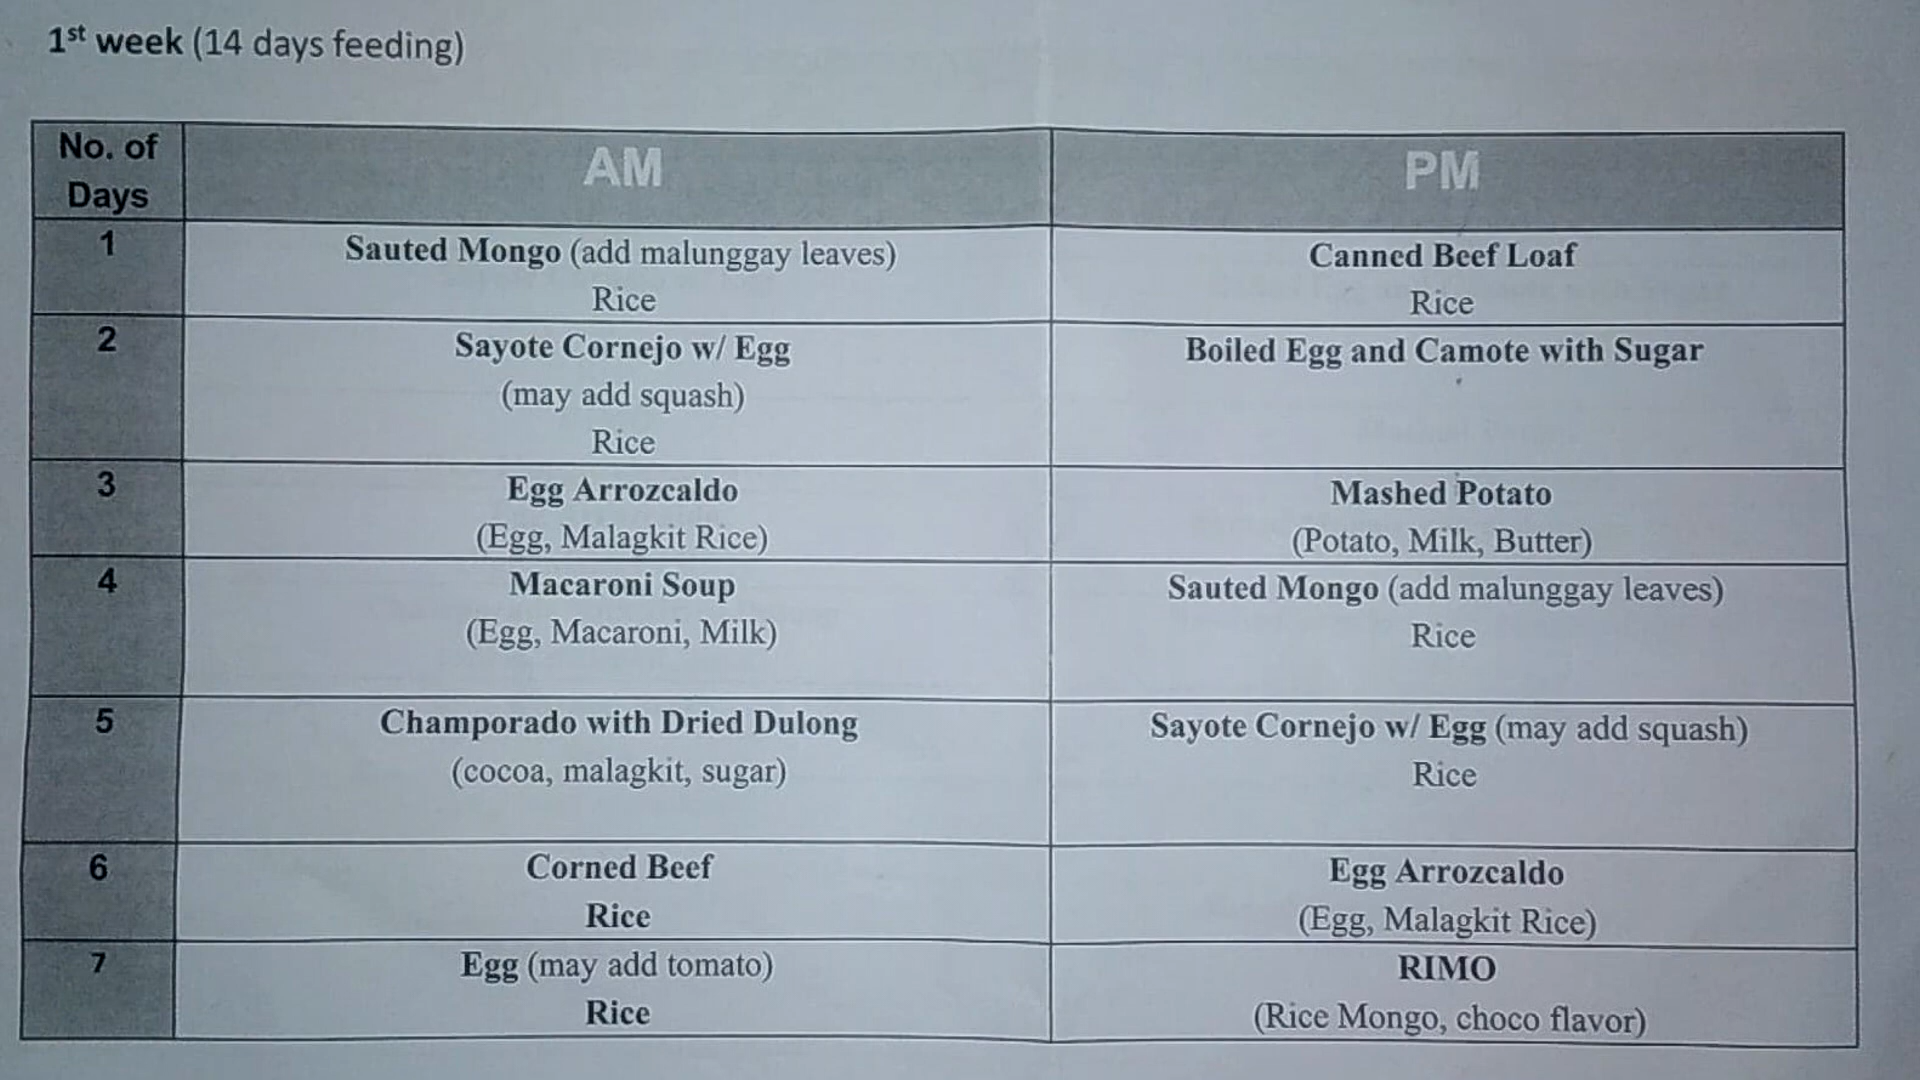 1st week (14 days feeding)
No. of
Days
AM
PM
1
Sauted Mongo (add malunggay leaves)
Rice
Canned Beef Loaf
Rice
2
Sayote Cornejo w/ Egg
(may add squash)
Rice
Boiled Egg and Camote with Sugar
3
Egg Arrozcaldo
(Egg, Malagkit Rice)
Mashed Potato
(Potato, Milk, Butter)
4
Macaroni Soup
(Egg, Macaroni, Milk)
Sauted Mongo (add malunggay leaves)
Rice
5
Champorado with Dried Dulong
(cocoa, malagkit, sugar)
Sayote Cornejo w/ Egg (may add squash)
Rice
6
Corned Beef
Rice
Egg Arrozcaldo
(Egg, Malagkit Rice)
7
Egg (may add tomato)
Rice
RIMO
(Rice Mongo, choco flavor)